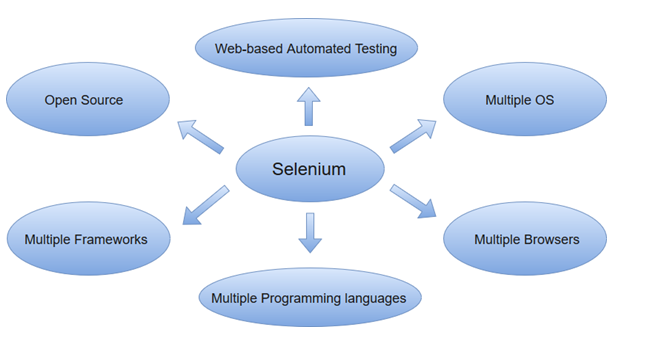 Web-based Automated Testing
Open Source
Multiple OS
Selenium
Multiple Frameworks
Multiple Browsers
Multiple Programming languages